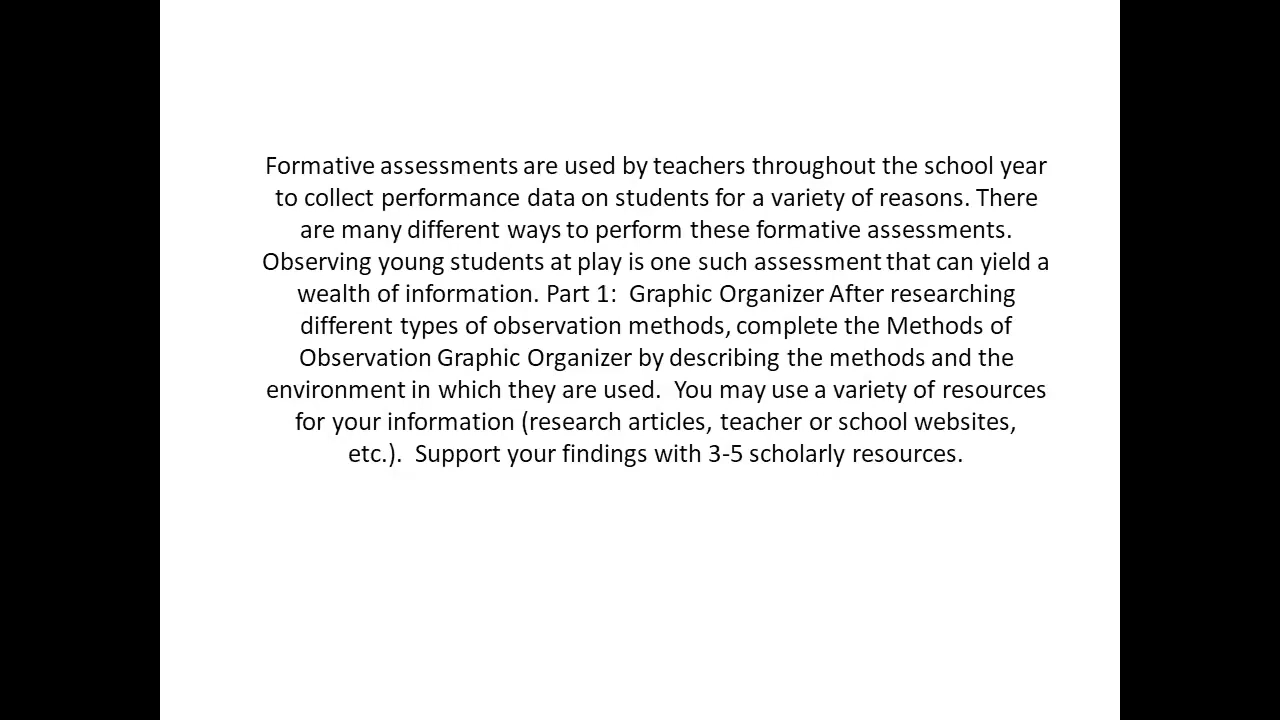 Formative assessments are used by teachers throughout the school year
to collect performance data on students for a variety of reasons. There
are many different ways to perform these formative assessments.
Observing young students at play is one such assessment that can yield a
wealth of information. Part 1:  Graphic Organizer After researching
different types of observation methods, complete the Methods of
Observation Graphic Organizer by describing the methods and the
environment in which they are used.  You may use a variety of resources
for your information (research articles, teacher or school websites,
etc.).  Support your findings with 3-5 scholarly resources.